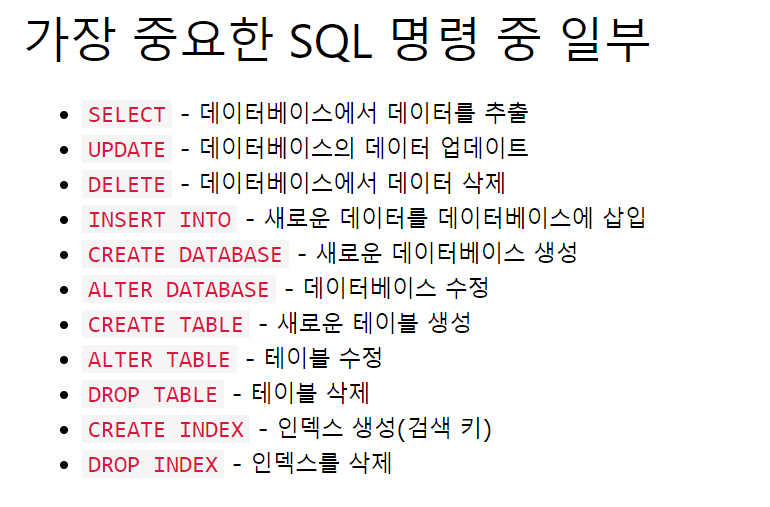 가장 중요한 SQL 명령 중 일부
SELECT - 데이터베이스에서 데이터를 추출
UPDATE - 데이터베이스의 데이터 업데이트
DELETE - 데이터베이스에서 데이터 삭제
INSERT INTO - 새로운 데이터를 데이터베이스에 삽입
CREATE DATABASE - 새로운 데이터베이스 생성
ALTER DATABASE - 데이터베이스 수정
CREATE TABLE - 새로운 테이블 생성
ALTER TABLE - 테이블 수정
DROP TABLE - 테이블 삭제
CREATE INDEX - 인덱스 생성(검색 키)
DROP INDEX - 인덱스를 삭제